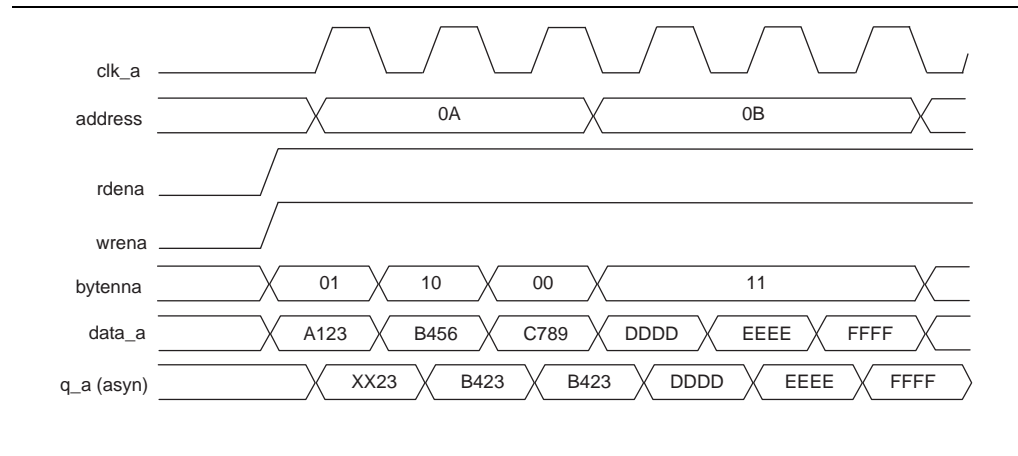 clk_a
address 0A 0B
rdena
wrena
bytenna 01 10 00 11
data_a A123 B456 C789 DDDD EEEE FFFF
q_a (asyn) XX23 B423 B423 DDDD EEEE FFFF